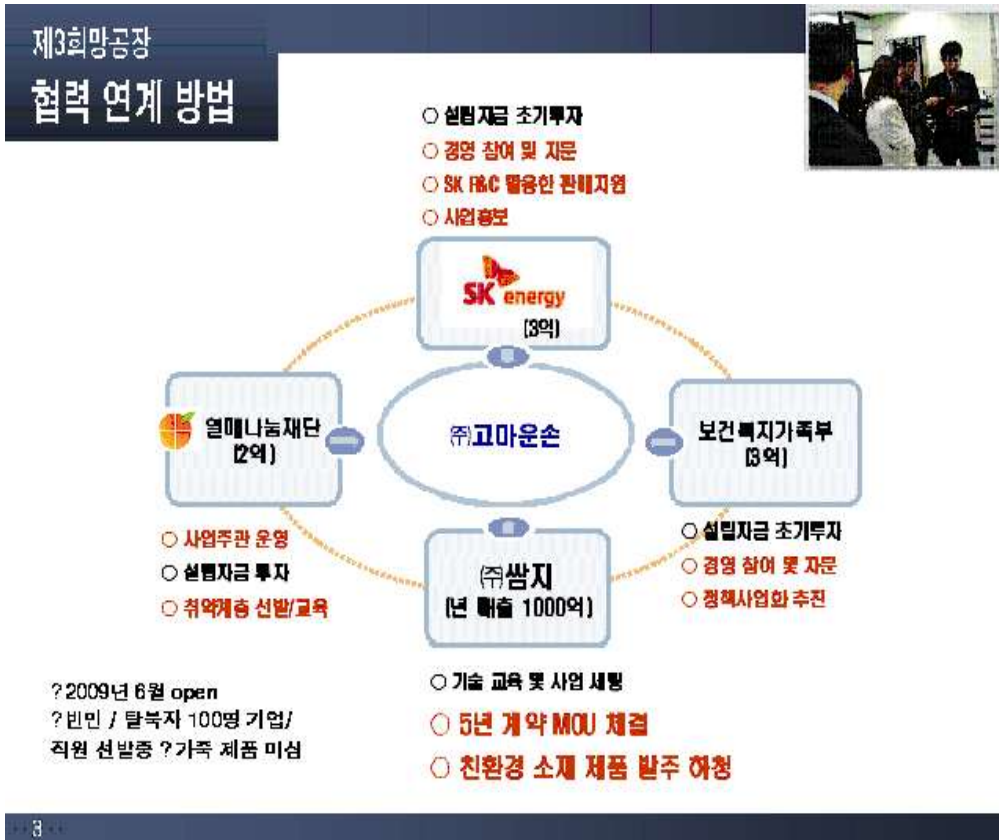 제3희망공장
협력 연계 방법
○ 설립자금 초기투자
○ 경영 참여 및 자문
○ SK 활용한 판매지원
○ 사업홍보
SK energy
(3억)
열매나눔재단
(2억)
㈜고마운손
보건복지가족부
(3억)
○ 사업주관 운영
○ 설립자금 투자
○ 취약계층 선발/교육
㈜쌈지
(년 매출 1000억)
○ 설립자금 초기투자
○ 경영 참여 및 자문
○ 정책사업화 추진
○ 기술 교육 및 사업 세팅
○ 5년 계약 MOU 체결
○ 친환경 소재 제품 발주 하청
?2009년 6월 open
?빈민 / 탈북자 100명 기업/
직원 선발중 ?가죽 제품 미싱
3